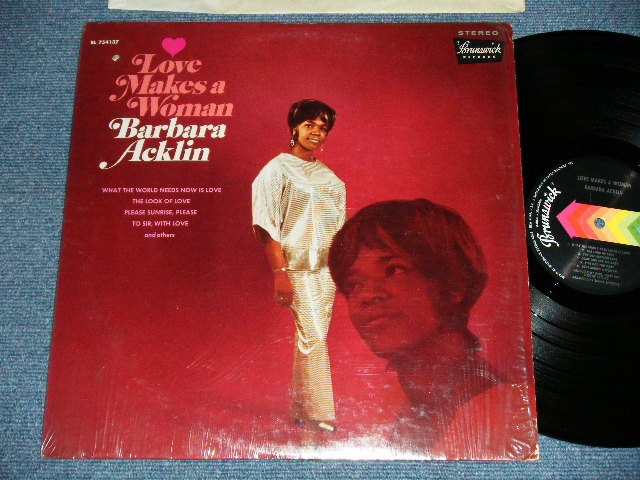 BL 754137
STEREO
Brunswick
RECORDS
Love
Makes a
Woman
Barbara
Acklin
WHAT THE WORLD NEEDS NOW IS LOVE
THE LOOK OF LOVE
PLEASE SUNRISE, PLEASE
TO SIR, WITH LOVE
and others
LOVE MAKES A WOMAN
BARBARA ACKLIN
Brunswick